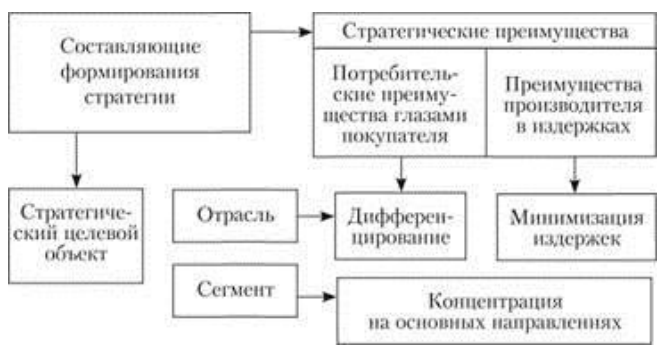 Составляющие
формирования
стратегии
Стратегические преимущества
Потребитель-
ские преиму-
щества глазами
покупателя
Преимущества
производителя
в издержках
Стратегиче-
ский целевой
объект
Отрасль
Дифферен-
цирование
Минимизация
издержек
Сегмент
Концентрация
на основных направлениях